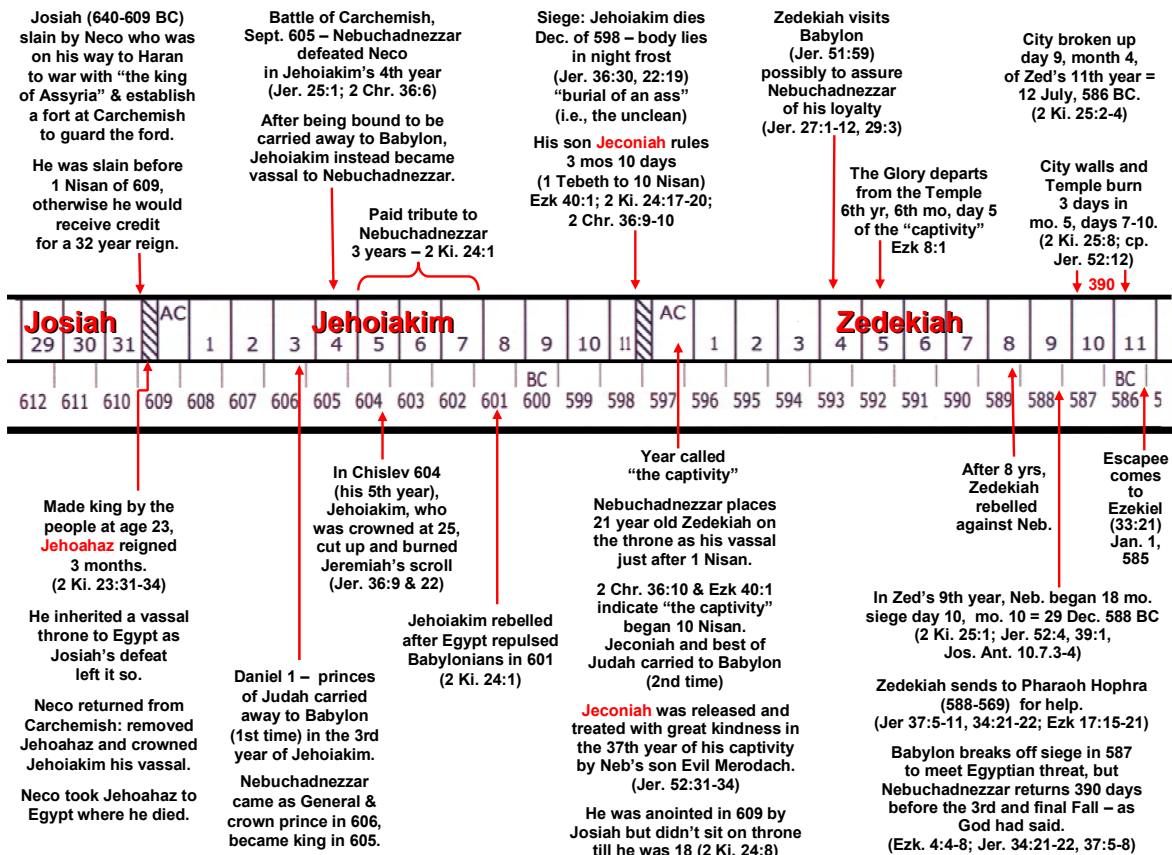 Josiah (640-609 BC)
slain by Neco who was
on his way to Haran
to war with “the king
of Assyria” & establish
a fort at Carchemish
to guard the ford.
He was slain before
1 Nisan of 609,
otherwise he would
receive credit
for a 32 year reign.
Battle of Carchemish,
Sept. 605 – Nebuchadnezzar
defeated Neco
in Jehoiakim’s 4th year
(Jer. 25:1; 2 Chr. 36:6)
After being bound to be
carried away to Babylon,
Jehoiakim instead became
vassal to Nebuchadnezzar.
Paid tribute to
Nebuchadnezzar
3 years – 2 Ki. 24:1
Siege: Jehoiakim dies
Dec. of 598 – body lies
in night frost
(Jer. 36:30, 22:19)
“burial of an ass”
(i.e., the unclean)
His son Jeconiah rules
3 mos 10 days
(1 Tebeth to 10 Nisan)
Ezk 40:1; 2 Ki. 24:17-20;
2 Chr. 36:9-10
Zedekiah visits
Babylon
(Jer. 51:59)
possibly to assure
Nebuchadnezzar
of his loyalty
(Jer. 27:1-12, 29:3)
The Glory departs
from the Temple
6th yr, 6th mo, day 5
of the “captivity”
Ezk 8:1
City broken up
day 9, month 4,
of Zed’s 11th year =
12 July, 586 BC.
(2 Ki. 25:2-4)
City walls and
Temple burn
3 days in
mo. 5, days 7-10.
(2 Ki. 25:8; cp.
Jer. 52:12)
390
Josiah AC Jehoiakim AC Zedekiah
29 30 31 1 2 3 4 5 6 7 8 9 10 11 1 2 3 4 5 6 7 8 9 10 11
BC BC
612 611 610 609 608 607 606 605 604 603 602 601 600 599 598 597 596 595 594 593 592 591 590 589 588 587 586 5
Made king by the
people at age 23,
Jehoahaz reigned
3 months.
(2 Ki. 23:31-34)
He inherited a vassal
throne to Egypt as
Josiah’s defeat
left it so.
Neco returned from
Carchemish: removed
Jehoahaz and crowned
Jehoiakim his vassal.
Neco took Jehoahaz to
Egypt where he died.
Daniel 1 – princes
of Judah carried
away to Babylon
(1st time) in the 3rd
year of Jehoiakim.
Nebuchadnezzar
came as General &
crown prince in 606,
became king in 605.
In Chislev 604
(his 5th year),
Jehoiakim, who
was crowned at 25,
cut up and burned
Jeremiah’s scroll
(Jer. 36:9 & 22)
Jehoiakim rebelled
after Egypt repulsed
Babylonians in 601
(2 Ki. 24:1)
Year called
“the captivity”
Nebuchadnezzar places
21 year old Zedekiah on
the throne as his vassal
just after 1 Nisan.
2 Chr. 36:10 & Ezk 40:1
indicate “the captivity”
began 10 Nisan.
Jeconiah and best of
Judah carried to Babylon
(2nd time)
Jeconiah was released and
treated with great kindness in
the 37th year of his captivity
by Neb’s son Evil Merodach.
(Jer. 52:31-34)
He was anointed in 609 by
Josiah but didn’t sit on throne
till he was 18 (2 Ki. 24:8)
After 8 yrs,
Zedekiah
rebelled
against Neb.
Escapee
comes
to
Ezekiel
(33:21)
Jan. 1,
585
In Zed’s 9th year, Neb. began 18 mo.
siege day 10, mo. 10 = 29 Dec. 588 BC
(2 Ki. 25:1; Jer. 52:4, 39:1,
Jos. Ant. 10.7.3-4)
Zedekiah sends to Pharaoh Hophra
(588-569) for help.
(Jer 37:5-11, 34:21-22; Ezk 17:15-21)
Babylon breaks off siege in 587
to meet Egyptian threat, but
Nebuchadnezzar returns 390 days
before the 3rd and final Fall – as
God had said.
(Ezk. 4:4-8; Jer. 34:21-22, 37:5-8)